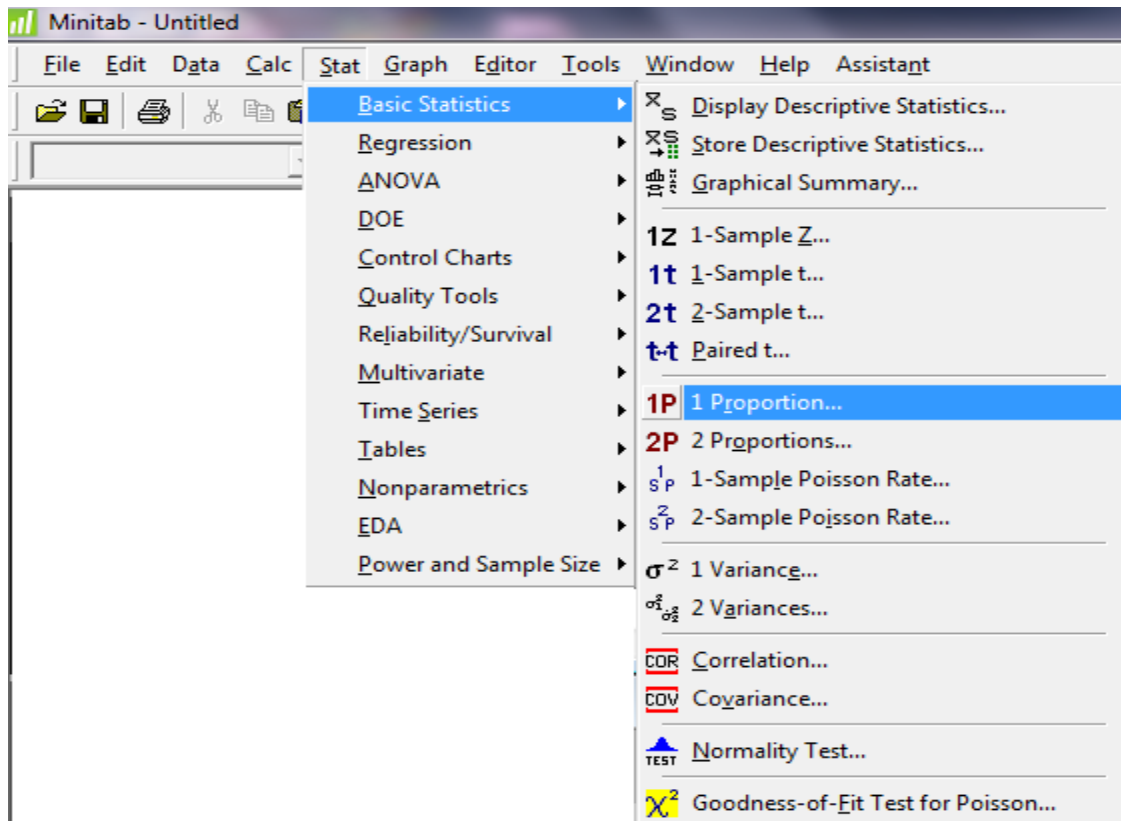 Minitab - Untitled
File Edit Data Calc Stat Graph Editor Tools Window Help Assistant
Basic Statistics
Regression
ANOVA
DOE
Control Charts
Quality Tools
Reliability/Survival
Multivariate
Time Series
Tables
Nonparametrics
EDA
Power and Sample Size
Display Descriptive Statistics...
Store Descriptive Statistics...
Graphical Summary...
1Z 1-Sample Z...
1t 1-Sample t...
2t 2-Sample t...
t-t Paired t...
1P 1 Proportion...
2P 2 Proportions...
S1P 1-Sample Poisson Rate...
S2P 2-Sample Poisson Rate...
σ² 1 Variance...
2 Variances...
COR Correlation...
COV Covariance...
TEST Normality Test...
χ² Goodness-of-Fit Test for Poisson...